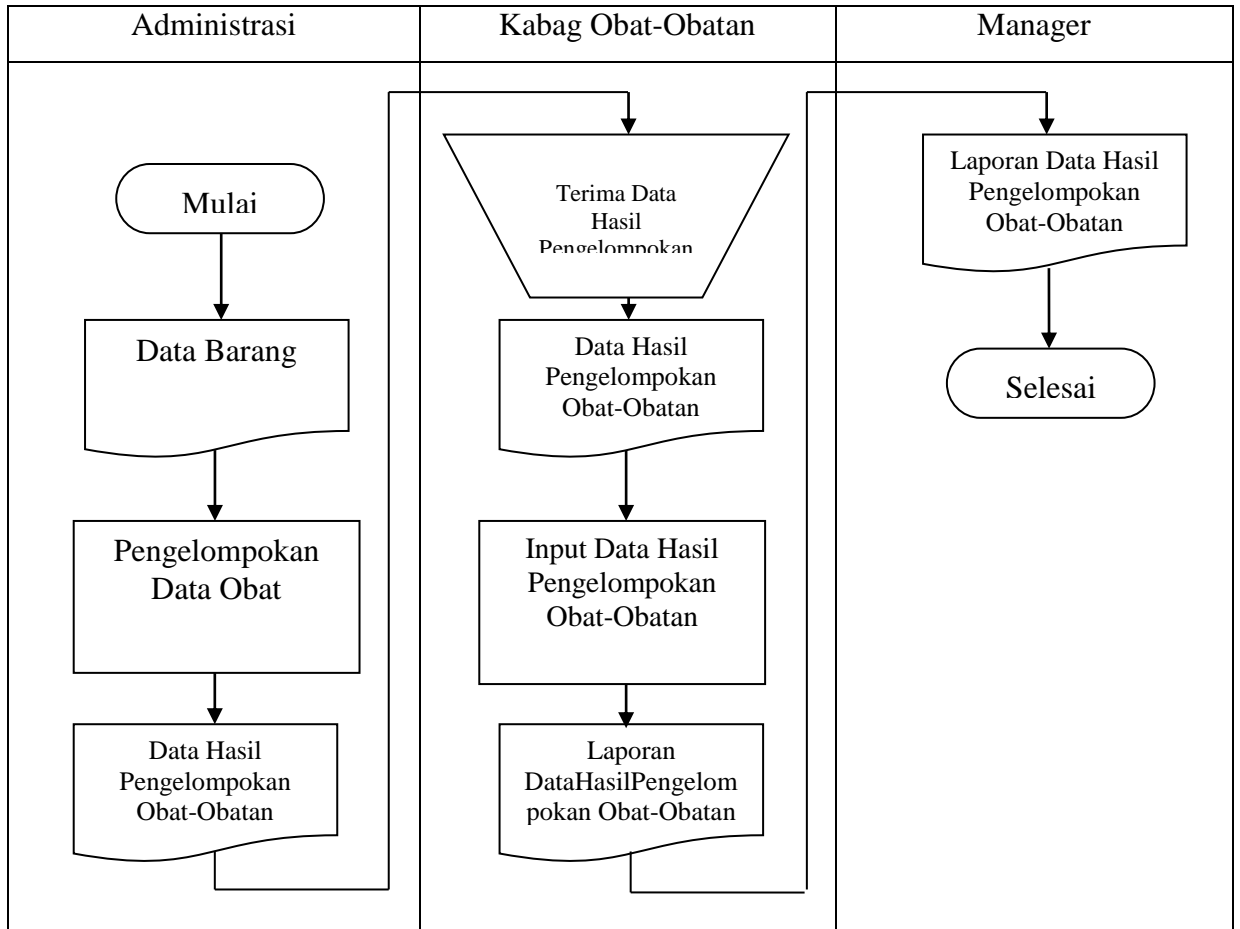 Administrasi
Kabag Obat-Obatan
Manager
Mulai
Data Barang
Pengelompokan
Data Obat
Data Hasil
Pengelompokan
Obat-Obatan
Terima Data
Hasil
Pengelompokan
Data Hasil
Pengelompokan
Obat-Obatan
Input Data Hasil
Pengelompokan
Obat-Obatan
Laporan
DataHasilPengelom
pokan Obat-Obatan
Laporan Data Hasil
Pengelompokan
Obat-Obatan
Selesai